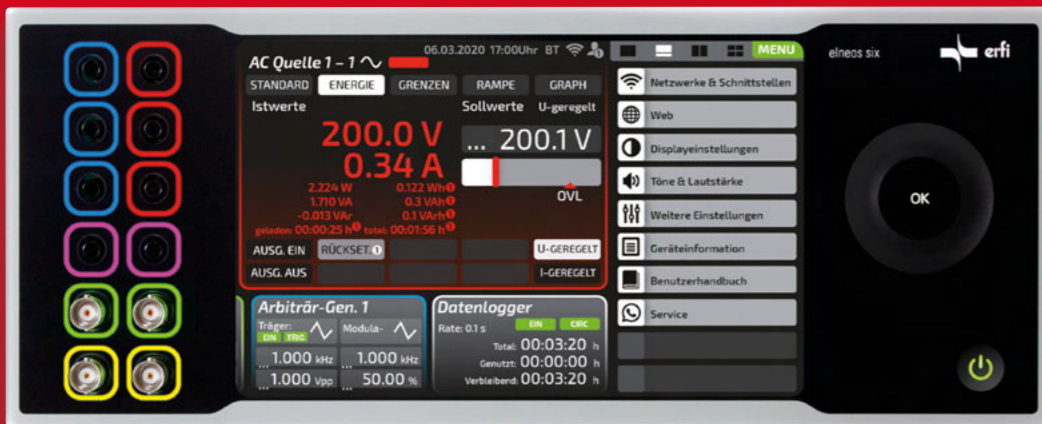 06.03.2020 17:00Uhr BT
AC Quelle 1 – 1
STANDARD ENERGIE GRENZEN RAMPE GRAPH
Istwerte Sollwerte U-geregelt
200.0 V ... 200.1 V
0.34 A
2.224 W 0.122 Wh
1.710 VA 0.3 VAh
-0.013 VAr 0.1 VArh
geladen: 00:00:25 h total: 00:01:56 h
OVL
AUSG. EIN RÜCKSET. U-GEREGELT
AUSG. AUS I-GEREGELT
Arbiträr-Gen. 1
Träger: Modula-
EIN TRIG
... 1.000 kHz ... 1.000 kHz
... 1.000 Vpp ... 50.00 %
Datenlogger
Rate: 0.1 s EIN CIRC
Total: 00:03:20 h
Genutzt: 00:00:00 h
Verbleibend: 00:03:20 h
MENU
Netzwerke & Schnittstellen
Web
Displayeinstellungen
Töne & Lautstärke
Weitere Einstellungen
Geräteinformation
Benutzerhandbuch
Service
elneos six
erfi
OK